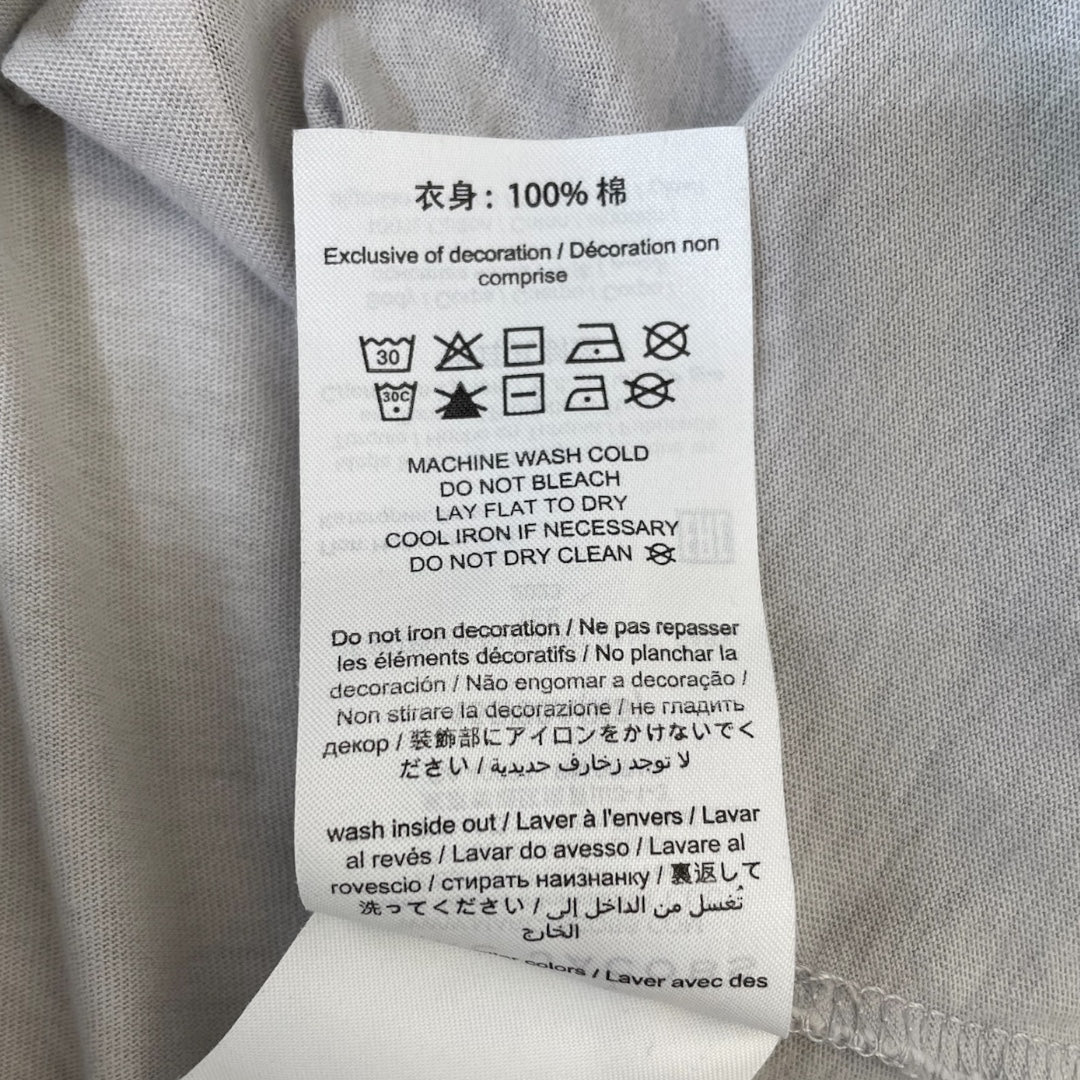 衣身: 100% 棉
Exclusive of decoration / Décoration non
comprise
30
30C
MACHINE WASH COLD
DO NOT BLEACH
LAY FLAT TO DRY
COOL IRON IF NECESSARY
DO NOT DRY CLEAN
Do not iron decoration / Ne pas repasser
les éléments décoratifs / No planchar la
decoración / Não engomar a decoração /
Non stirare la decorazione / не гладить
декор / 装飾部にアイロンをかけないでく
ださい / لا توجد زخارف حديدية
wash inside out / Laver à l'envers / Lavar
al revés / Lavar do avesso / Lavare al
rovescio / стирать наизнанку / 裏返して
洗ってください / تُغسل من الداخل إلى
الخارج
colors / Laver avec des